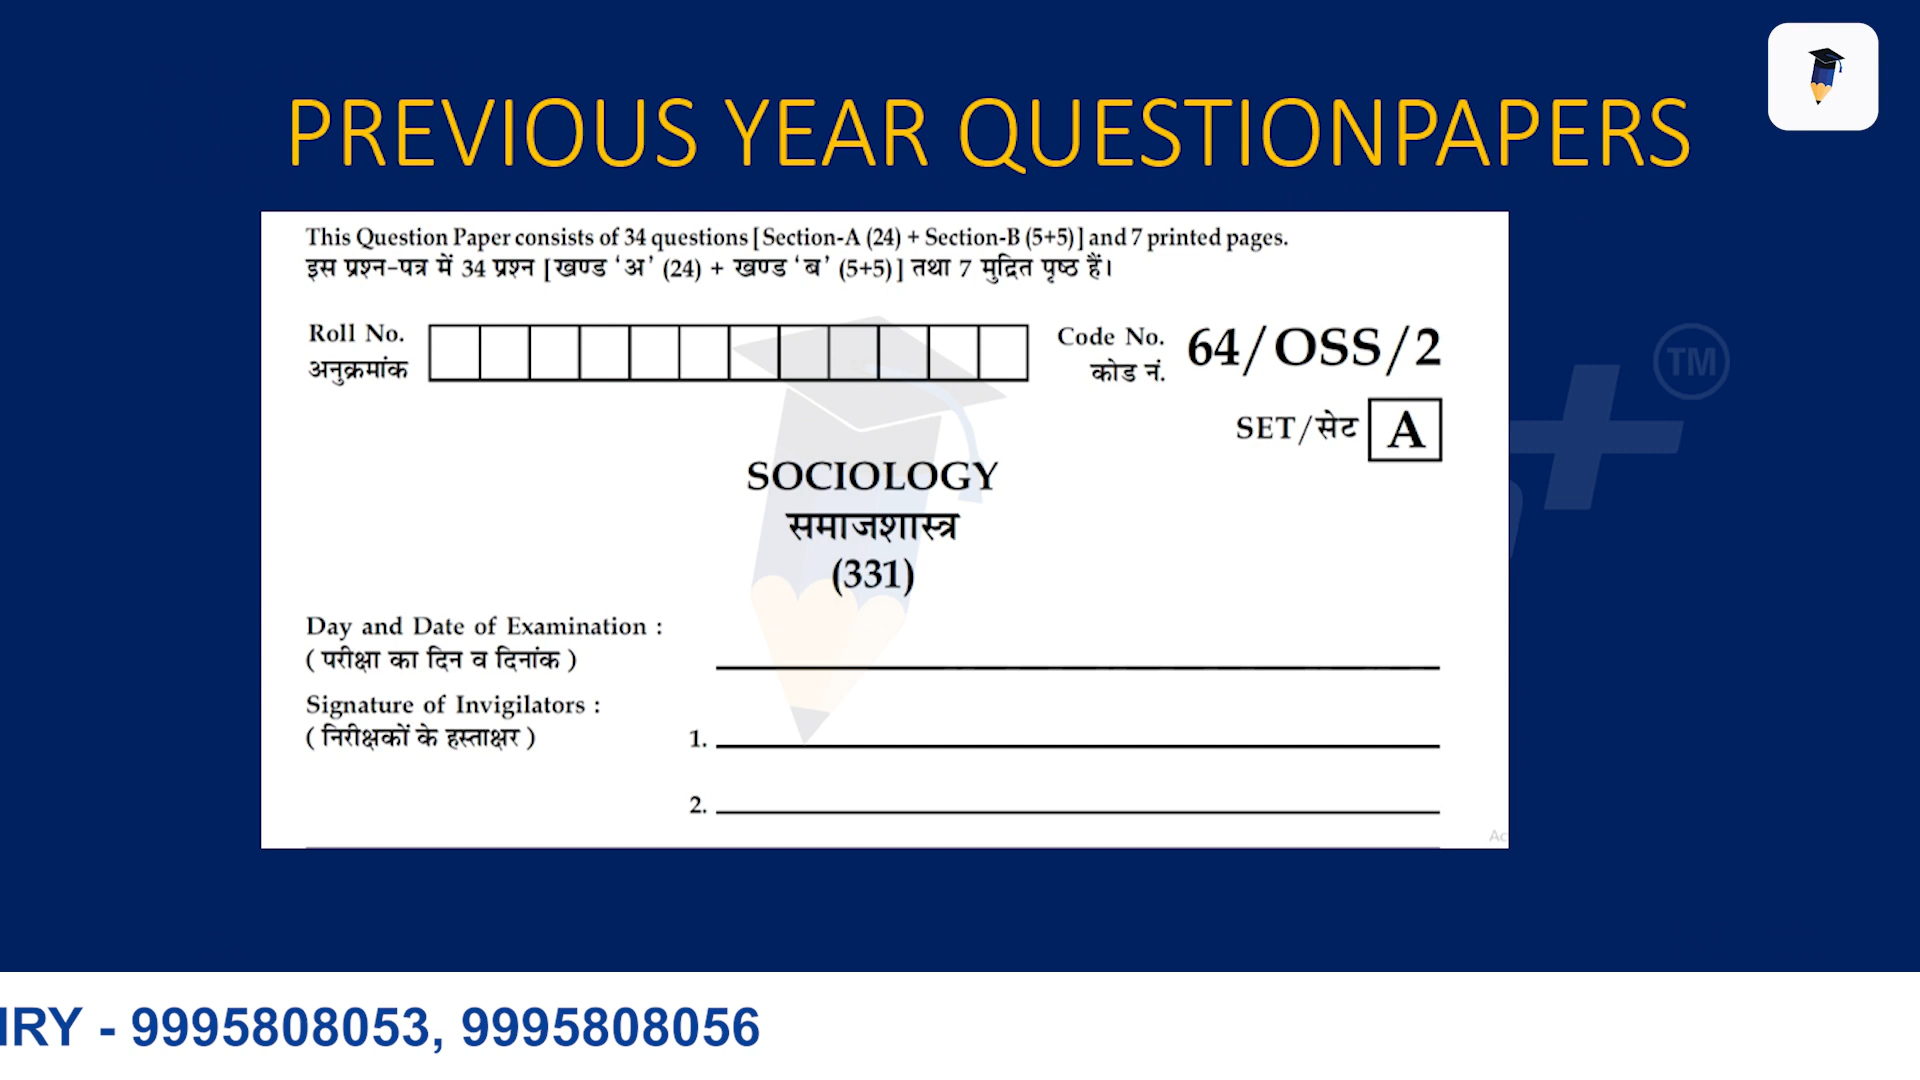 PREVIOUS YEAR QUESTIONPAPERS
This Question Paper consists of 34 questions [Section-A (24) + Section-B (5+5)] and 7 printed pages.
इस प्रश्न-पत्र में 34 प्रश्न [खण्ड ‘अ’ (24) + खण्ड ‘ब’ (5+5)] तथा 7 मुद्रित पृष्ठ हैं।
Roll No.
अनुक्रमांक
Code No. 64/OSS/2
कोड नं.
SET/सेट A
TM
SOCIOLOGY
समाजशास्त्र
(331)
Day and Date of Examination :
( परीक्षा का दिन व दिनांक )
Signature of Invigilators :
( निरीक्षकों के हस्ताक्षर )
1.
2.
IRY - 9995808053, 9995808056